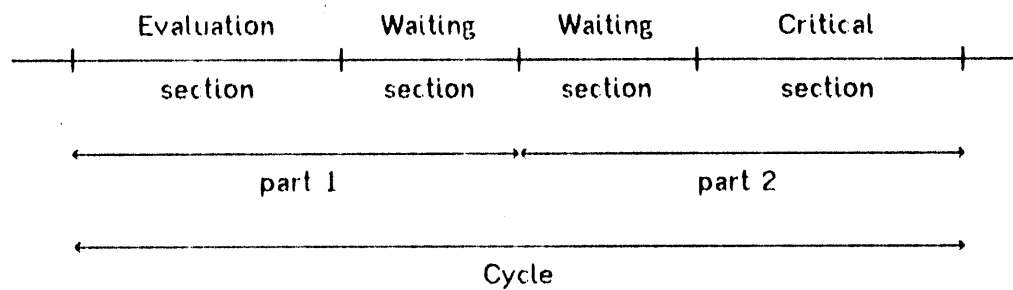 Evaluation Waiting Waiting Critical
section section section section
part 1 part 2
Cycle